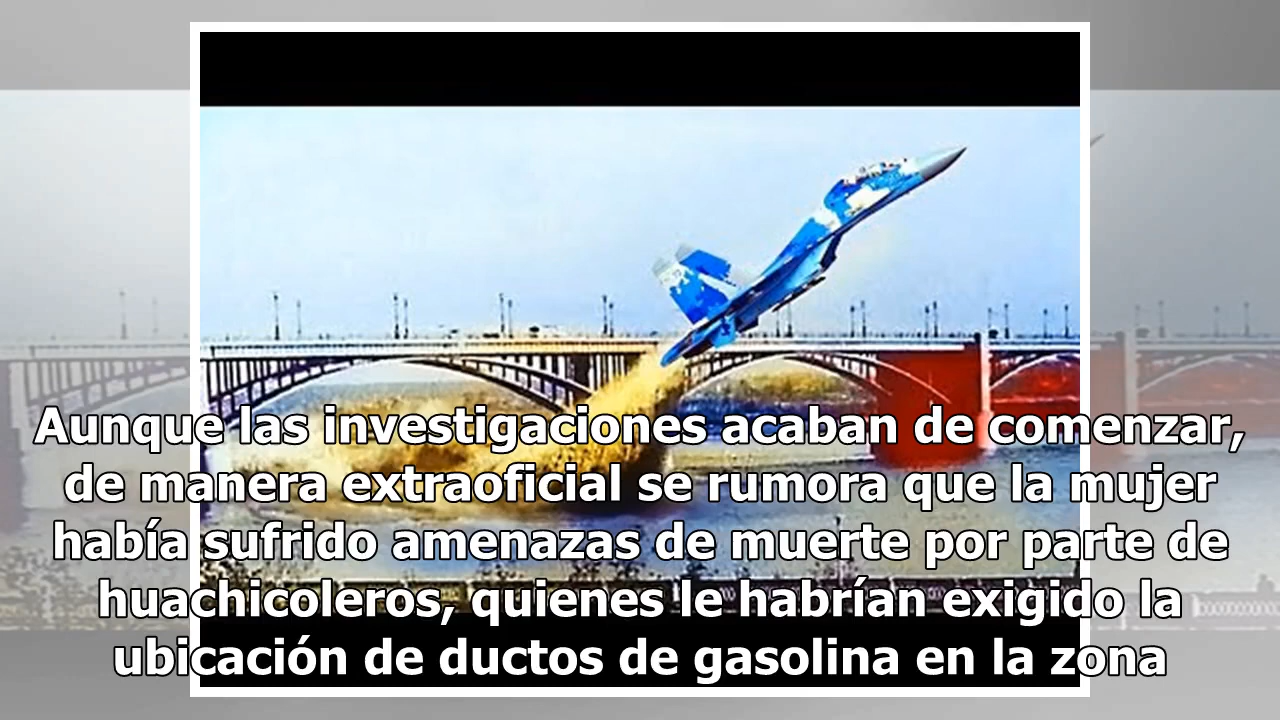 Aunque las investigaciones acaban de comenzar,
de manera extraoficial se rumora que la mujer
había sufrido amenazas de muerte por parte de
huachicoleros, quienes le habrían exigido la
ubicación de ductos de gasolina en la zona